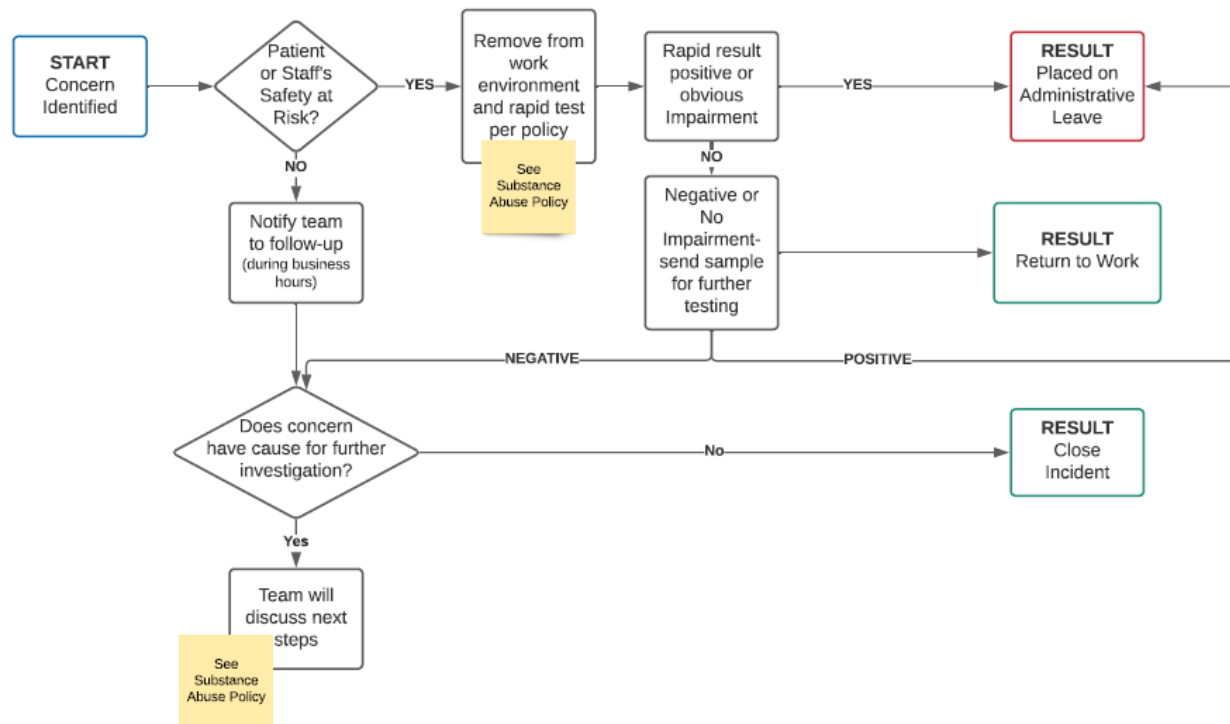 START
Concern
Identified
Patient
or Staff's
Safety at
Risk?
YES
Remove from
work
environment
and rapid test
per policy
See
Substance
Abuse Policy
Rapid result
positive or
obvious
Impairment
YES
RESULT
Placed on
Administrative
Leave
NO
NO
Notify team
to follow-up
(during business
hours)
Negative or
No
Impairment-
send sample
for further
testing
RESULT
Return to Work
NEGATIVE
POSITIVE
Does concern
have cause for further
investigation?
No
RESULT
Close
Incident
Yes
Team will
discuss next
steps
See
Substance
Abuse Policy